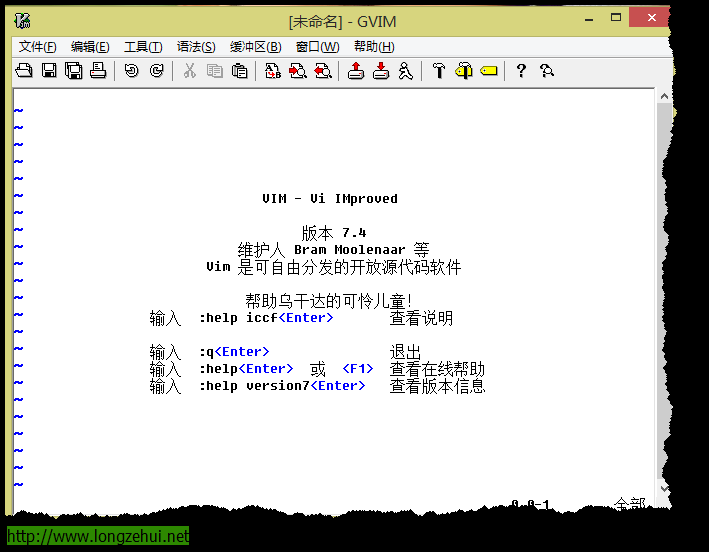 [未命名] - GVIM
文件(F) 编辑(E) 工具(T) 语法(S) 缓冲区(B) 窗口(W) 帮助(H)
~
~
~
~
~
~ VIM - Vi IMproved
~
~ 版本 7.4
~ 维护人 Bram Moolenaar 等
~ Vim 是可自由分发的开放源代码软件
~
~ 帮助乌干达的可怜儿童!
~ 输入 :help iccf<Enter> 查看说明
~
~ 输入 :q<Enter> 退出
~ 输入 :help<Enter> 或 <F1> 查看在线帮助
~ 输入 :help version7<Enter> 查看版本信息
~
~
~
~
~
~
0,0-1 全部
http://www.longzehui.net